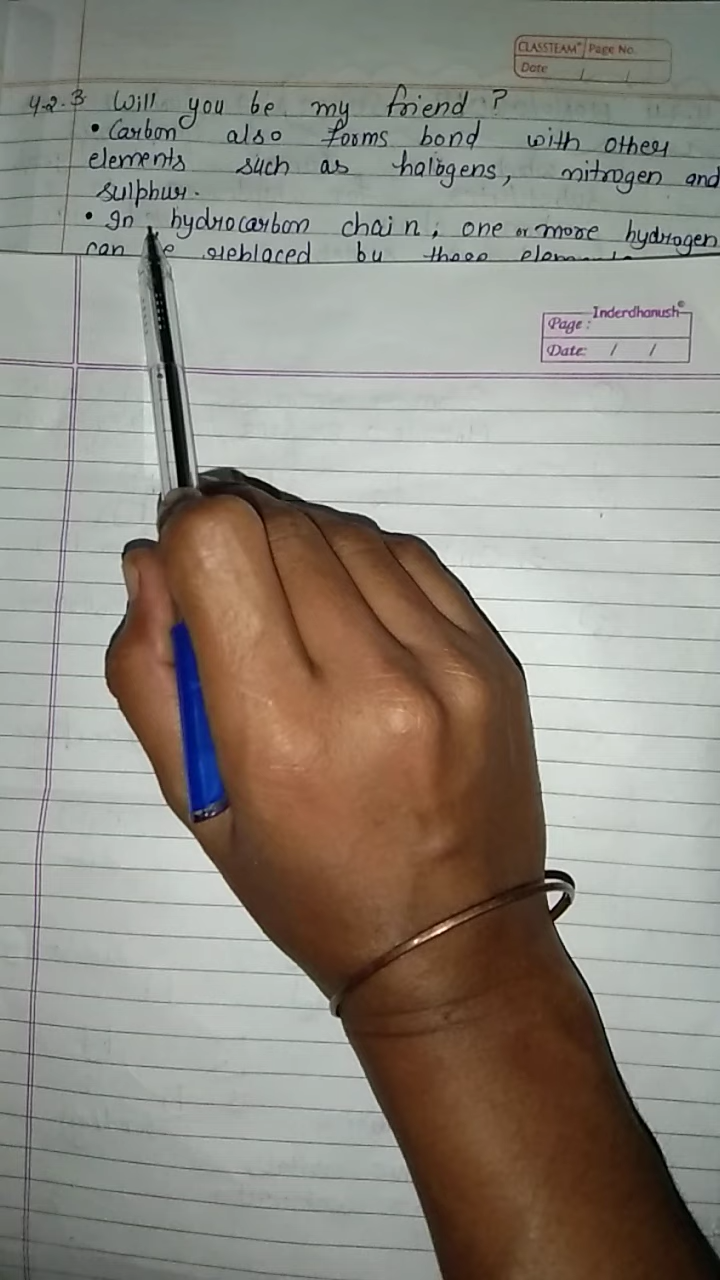 CLASSTEAM Page No.
Date / /
4.2.3 Will you be my friend ?
• Carbon also forms bond with other
elements such as halogens, nitrogen and
sulphur.
• In hydrocarbon chain, one or more hydrogen
can replaced by these
Inderdhanush©
Page :
Date: / /